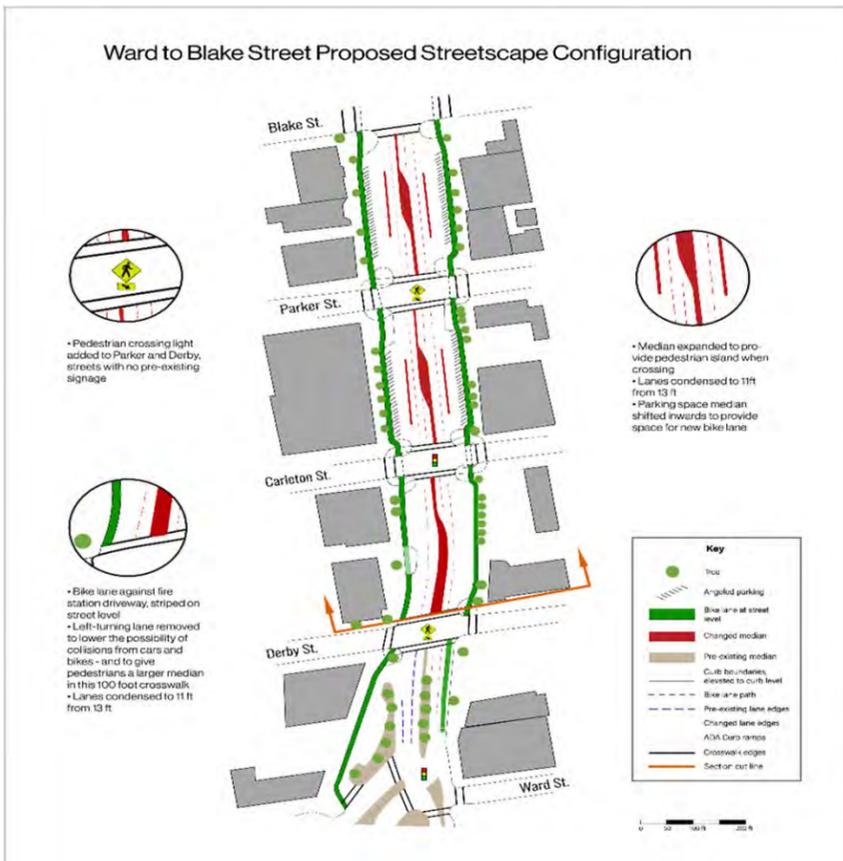 Ward to Blake Street Proposed Streetscape Configuration
Blake St.
Parker St.
• Pedestrian crossing light
added to Parker and Derby,
streets with no pre-existing
signage
• Median expanded to pro-
vide pedestrian island when
crossing
• Lanes condensed to 11ft
from 13 ft
• Parking space median
shifted inwards to provide
space for new bike lane
Carleton St.
• Bike lane against fire
station driveway, striped on
street level
• Left-turning lane removed
to lower the possibility of
collisions from cars and
bikes - and to give
pedestrians a larger median
in this 100 foot crosswalk
• Lanes condensed to 11 ft
from 13 ft
Derby St.
Ward St.
Key
Tree
Angeled parking
Bike lane at street
level
Changed median
Pre-existing median
Curb boundaries,
elevated to curb level
Bike lane path
Pre-existing lane edges
Changed lane edges
ADA Curb ramps
Crosswalk edges
Section cut line
0 50 100 ft 200 ft